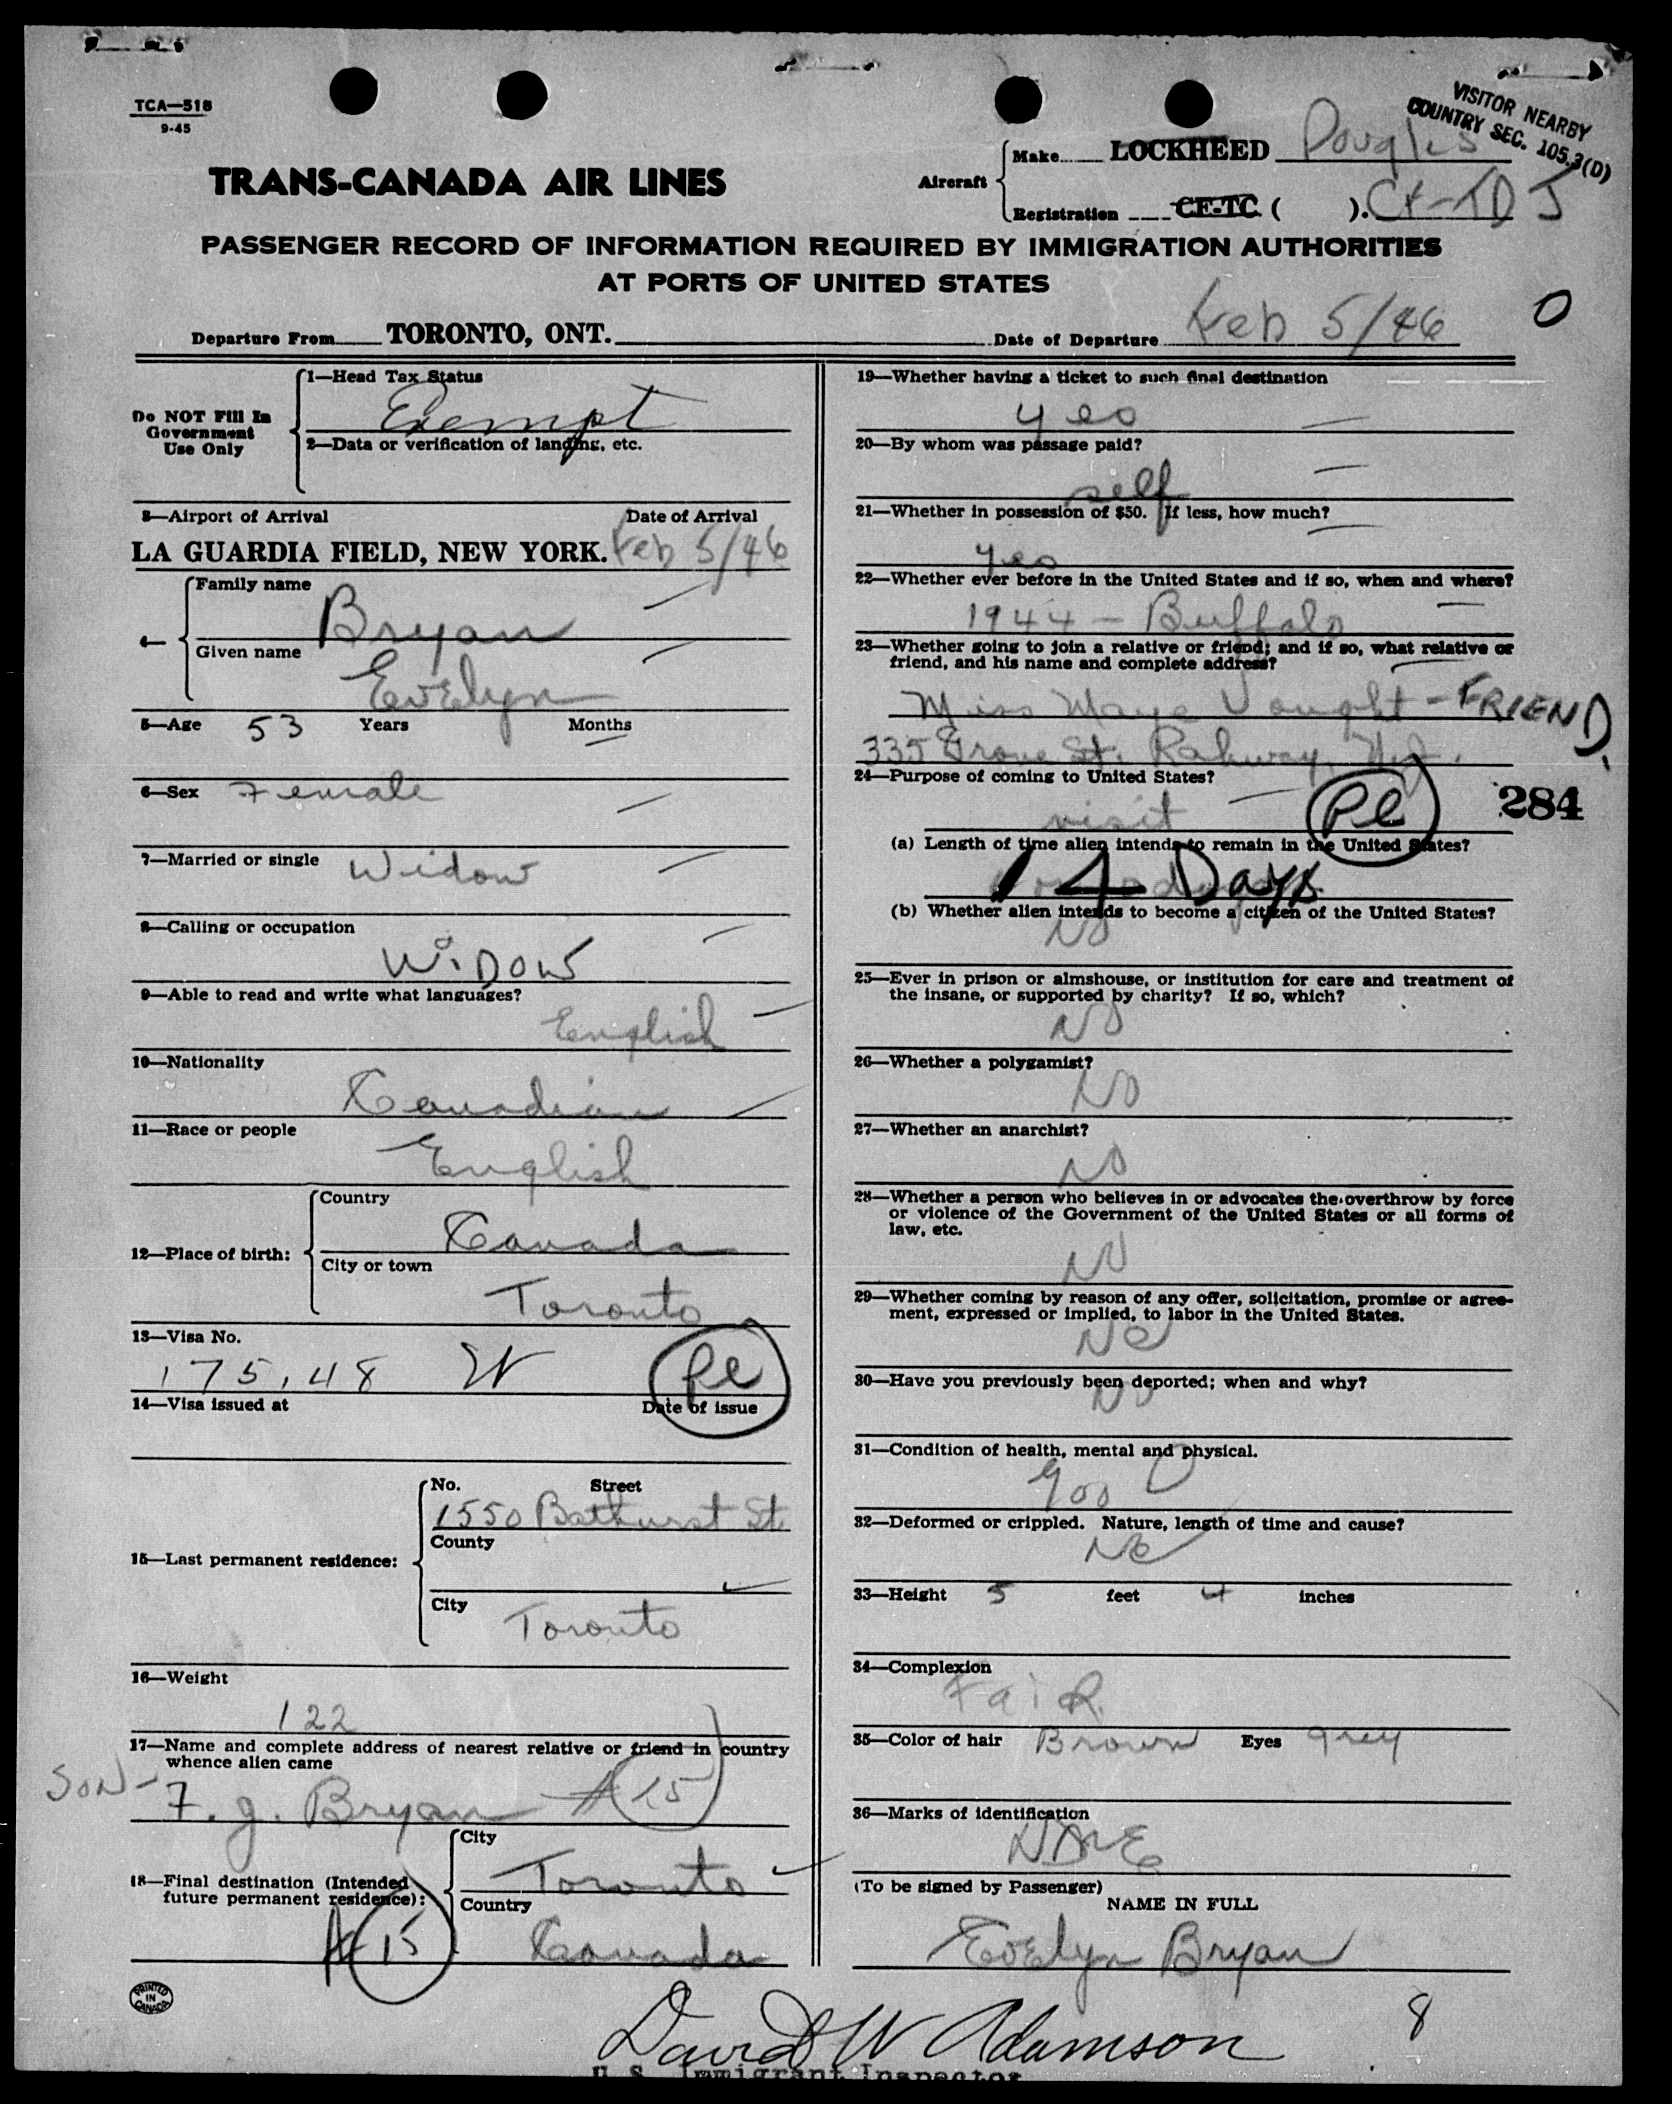 TCA—518
9-45
VISITOR NEARBY
COUNTRY SEC. 105.3(D)
TRANS-CANADA AIR LINES
Aircraft
Make LOCKHEED Douglas
Registration CF-TC ( ). CF-TDJ
PASSENGER RECORD OF INFORMATION REQUIRED BY IMMIGRATION AUTHORITIES
AT PORTS OF UNITED STATES
Departure From TORONTO, ONT. Date of Departure Feb 5/46
O
Do NOT Fill In
Government
Use Only
1—Head Tax Status
Exempt
2—Data or verification of landing, etc.
3—Airport of Arrival Date of Arrival
LA GUARDIA FIELD, NEW YORK. Feb 5/46
4—
Family name
Bryan
Given name
Evelyn
5—Age 53 Years Months
6—Sex Female
7—Married or single Widow
8—Calling or occupation
WiDOW
9—Able to read and write what languages?
English
10—Nationality
Canadian
11—Race or people
English
12—Place of birth:
Country
Canada
City or town
Toronto
13—Visa No.
175.48 W
14—Visa issued at Date of issue
15—Last permanent residence:
No. Street
1550 Bathurst St.
County
City
Toronto
16—Weight
122
17—Name and complete address of nearest relative or friend in country
whence alien came
SON - F. J. Bryan A 15
18—Final destination (Intended
future permanent residence):
A 15
City
Toronto
Country
Canada
19—Whether having a ticket to such final destination
yes
20—By whom was passage paid?
self
21—Whether in possession of $50. If less, how much?
yes
22—Whether ever before in the United States and if so, when and where?
1944 - Buffalo
23—Whether going to join a relative or friend; and if so, what relative or
friend, and his name and complete address?
Miss Maye Vought - FRIEND.
335 Grove St. Rahway, N.J.
24—Purpose of coming to United States?
visit
284
(a) Length of time alien intends to remain in the United States?
14 Days
(b) Whether alien intends to become a citizen of the United States?
NO
25—Ever in prison or almshouse, or institution for care and treatment of
the insane, or supported by charity? If so, which?
NO
26—Whether a polygamist?
NO
27—Whether an anarchist?
NO
28—Whether a person who believes in or advocates the overthrow by force
or violence of the Government of the United States or all forms of
law, etc.
NO
29—Whether coming by reason of any offer, solicitation, promise or agree-
ment, expressed or implied, to labor in the United States.
No
30—Have you previously been deported; when and why?
NO
31—Condition of health, mental and physical.
good
32—Deformed or crippled. Nature, length of time and cause?
No
33—Height 5 feet 4 inches
34—Complexion
FaiR
35—Color of hair Brown Eyes grey
36—Marks of identification
NONE
(To be signed by Passenger)
NAME IN FULL
Evelyn Bryan
PRINTED
IN
CANADA
David W Adamson
8
U. S. Immigrant Inspector